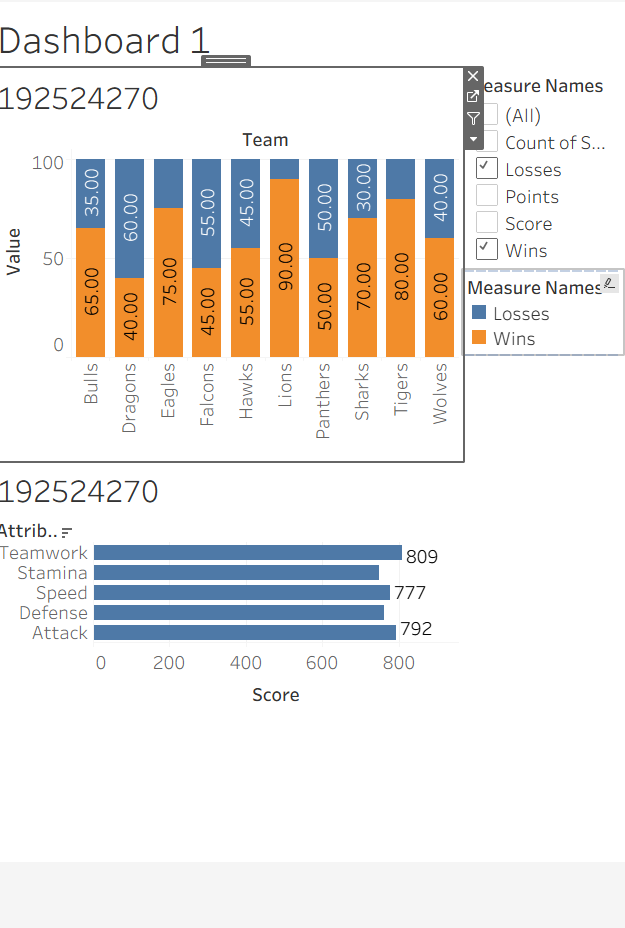 Dashboard 1
192524270
Team
Value
100
50
0
35.00 60.00 55.00 45.00 50.00 30.00 40.00
65.00 40.00 75.00 45.00 55.00 90.00 50.00 70.00 80.00 60.00
Bulls Dragons Eagles Falcons Hawks Lions Panthers Sharks Tigers Wolves
easure Names
(All)
Count of S...
Losses
Points
Score
Wins
Measure Names
Losses
Wins
192524270
Attrib..
Teamwork 809
Stamina
Speed 777
Defense
Attack 792
0 200 400 600 800
Score